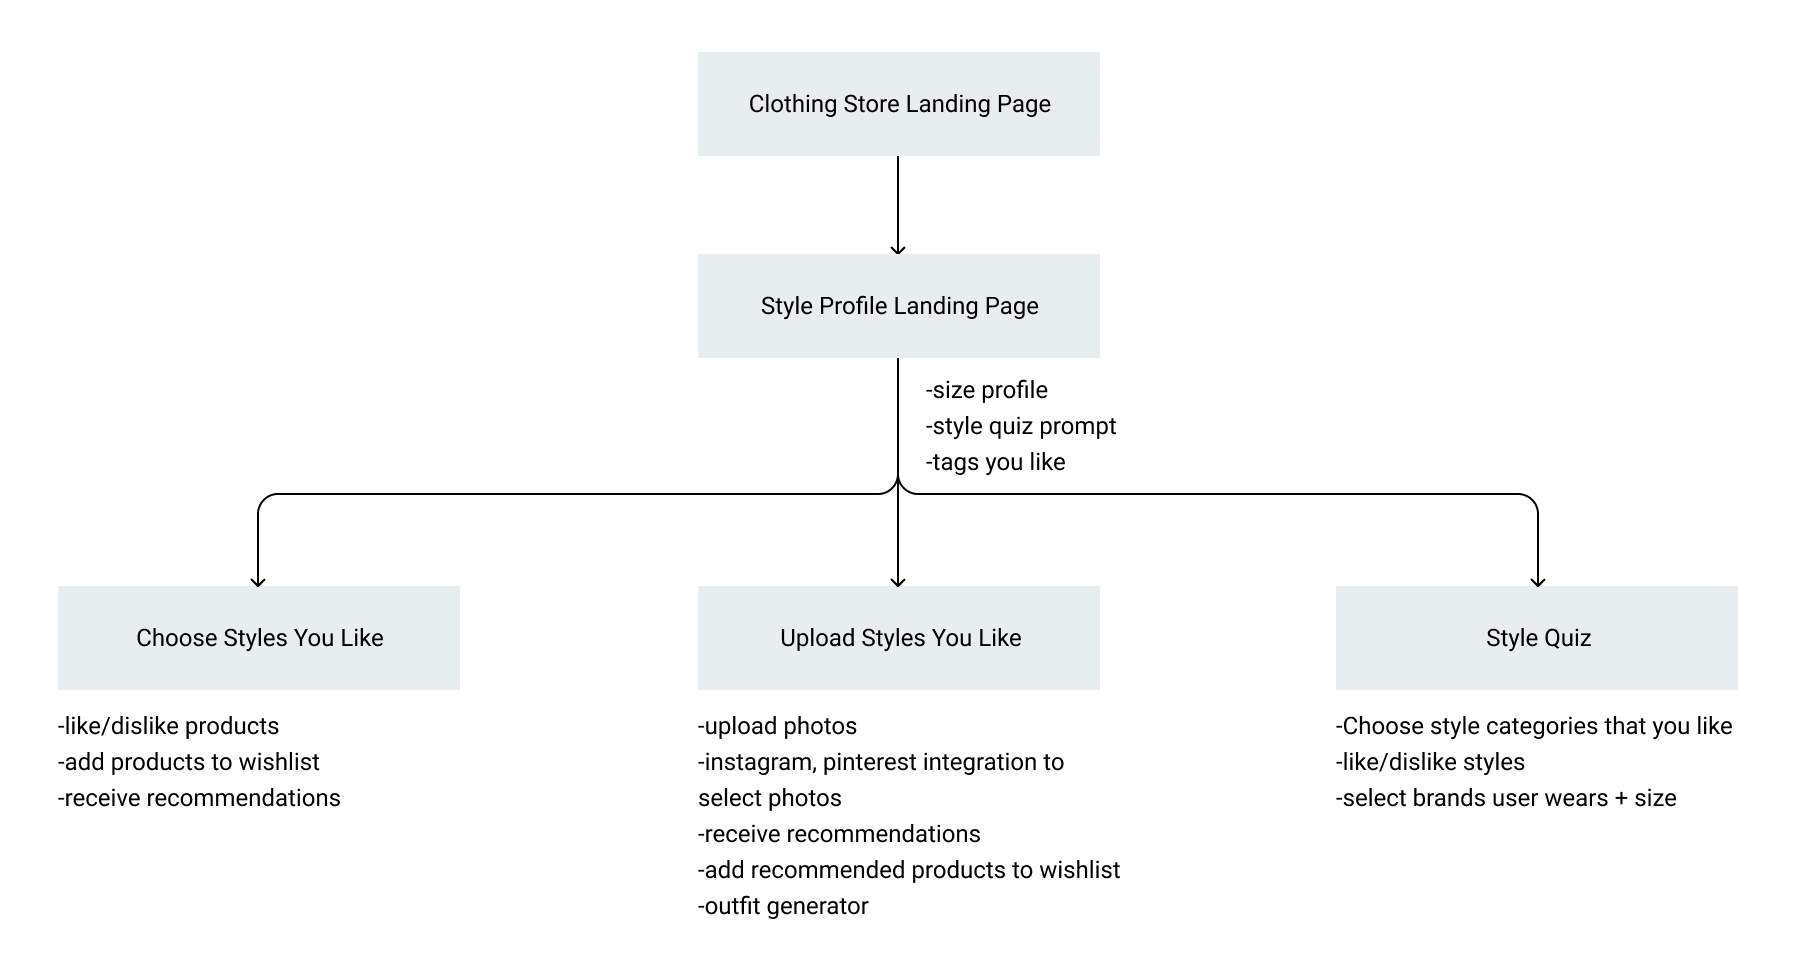 Clothing Store Landing Page
Style Profile Landing Page
-size profile
-style quiz prompt
-tags you like
Choose Styles You Like
-like/dislike products
-add products to wishlist
-receive recommendations
Upload Styles You Like
-upload photos
-instagram, pinterest integration to
select photos
-receive recommendations
-add recommended products to wishlist
-outfit generator
Style Quiz
-Choose style categories that you like
-like/dislike styles
-select brands user wears + size